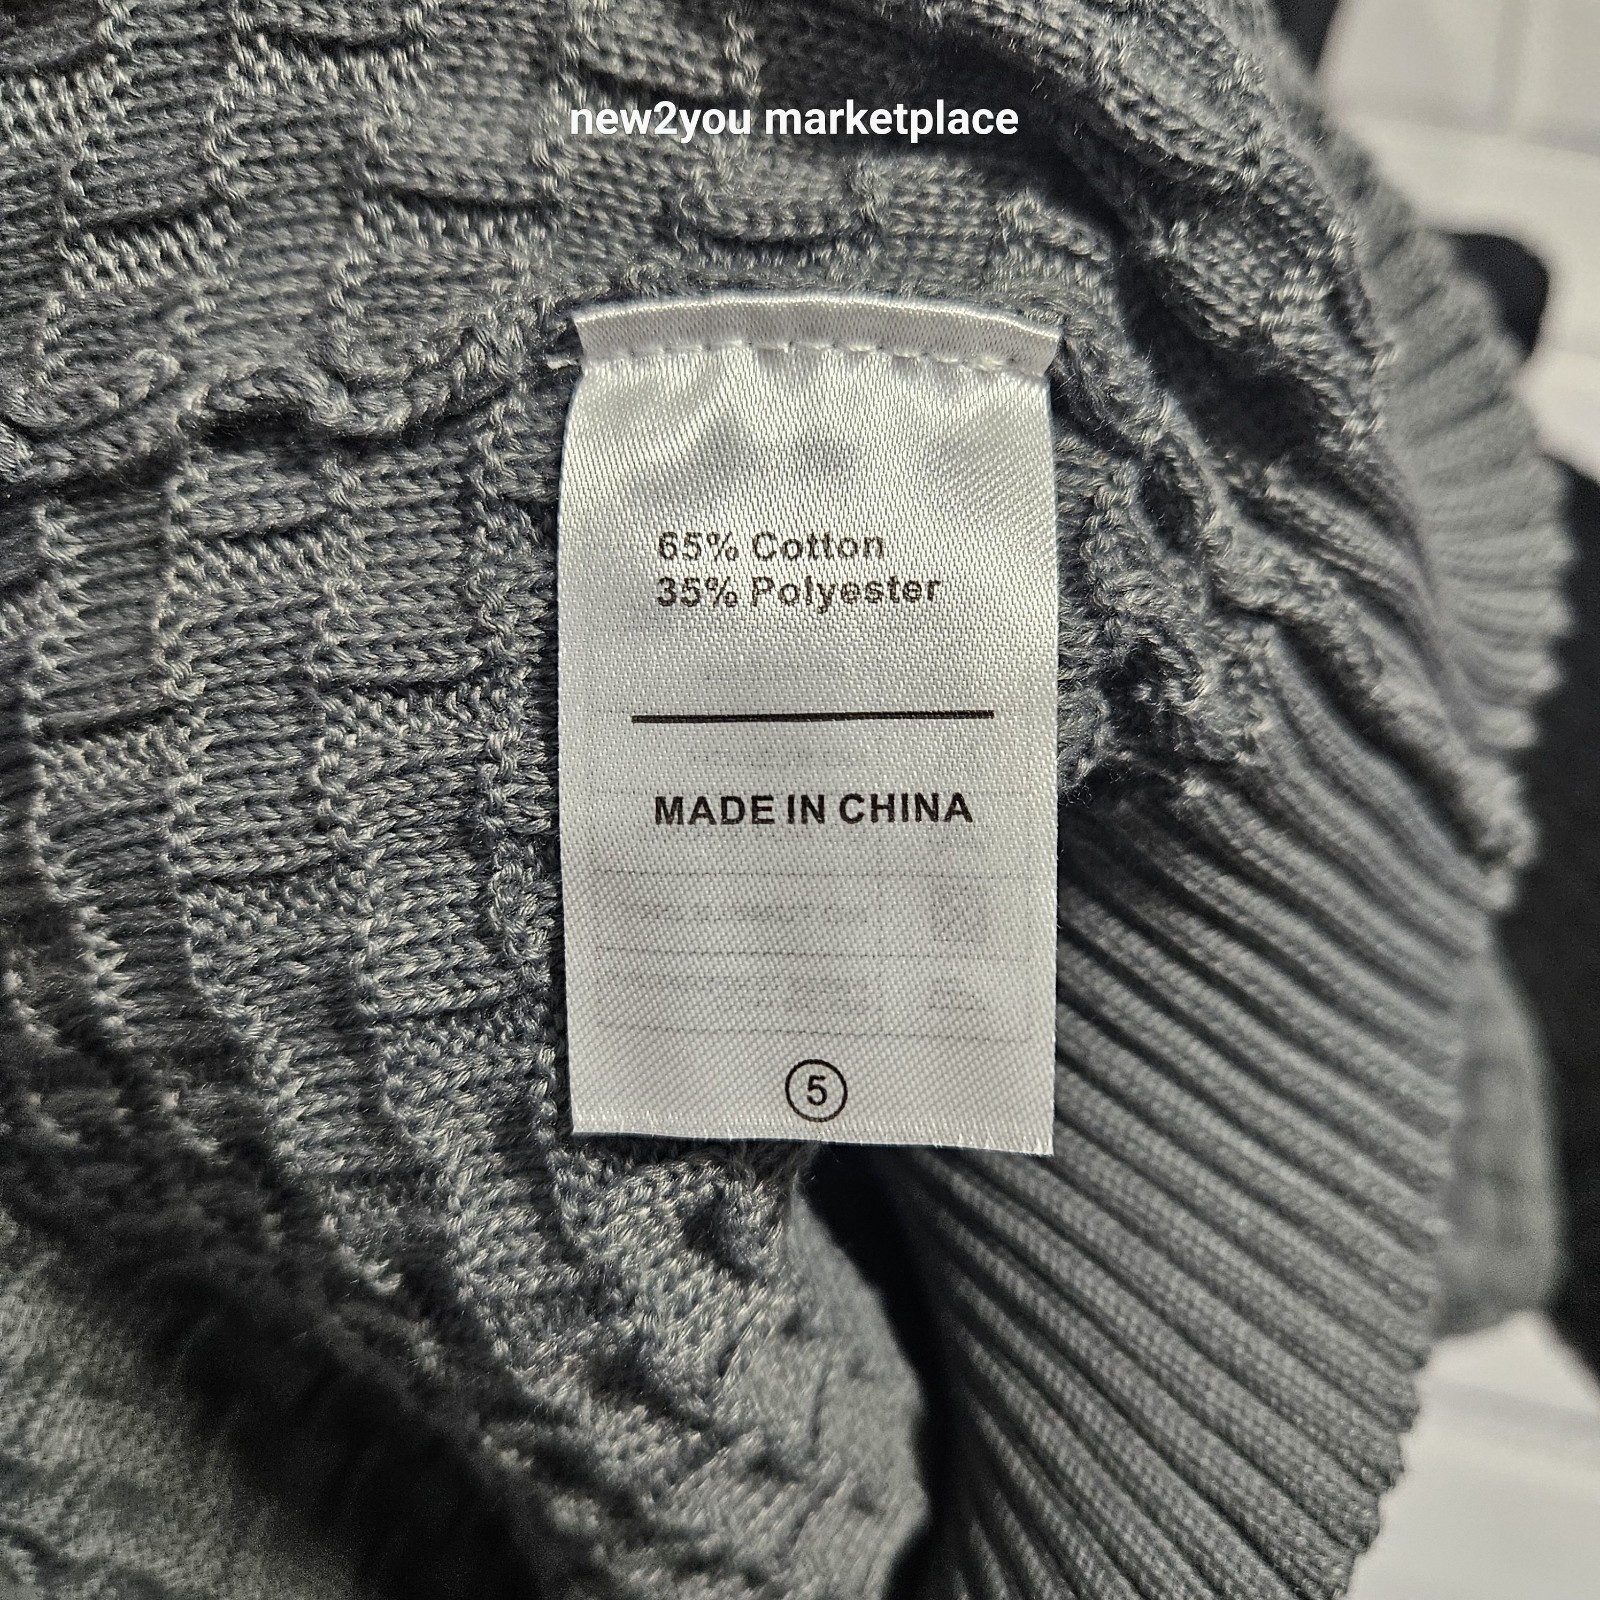 new2you marketplace
65% Cotton
35% Polyester
MADE IN CHINA
5